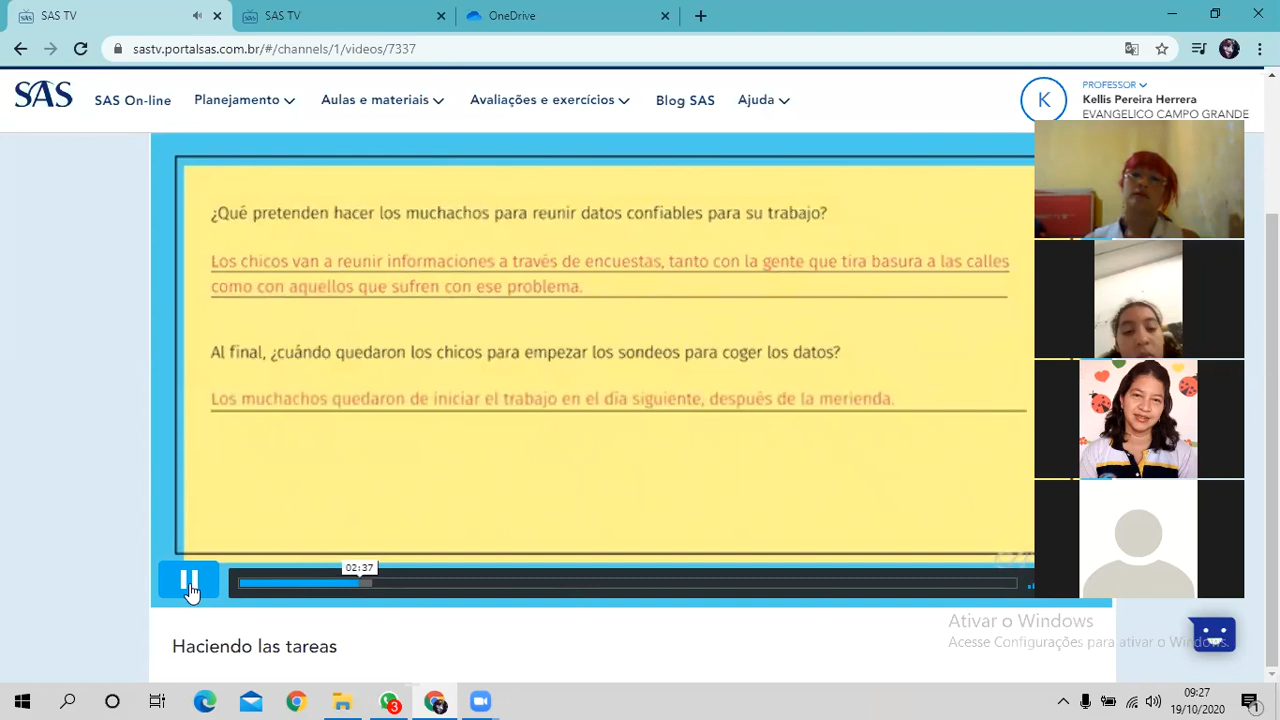 SAS TV
SAS TV
OneDrive
sastv.portalsas.com.br/#/channels/1/videos/7337
SAS
SAS On-line
Planejamento
Aulas e materiais
Avaliações e exercícios
Blog SAS
Ajuda
K
PROFESSOR
Kellis Pereira Herrera
EVANGELICO CAMPO GRANDE
¿Qué pretenden hacer los muchachos para reunir datos confiables para su trabajo?
Los chicos van a reunir informaciones a través de encuestas, tanto con la gente que tira basura a las calles
como con aquellos que sufren con ese problema.
Al final, ¿cuándo quedaron los chicos para empezar los sondeos para coger los datos?
Los muchachos quedaron de iniciar el trabajo en el día siguiente, después de la merienda.
02:37
Haciendo las tareas
Ativar o Windows
Acesse Configurações para ativar o Windows.
3
09:27
19/10/2020
1